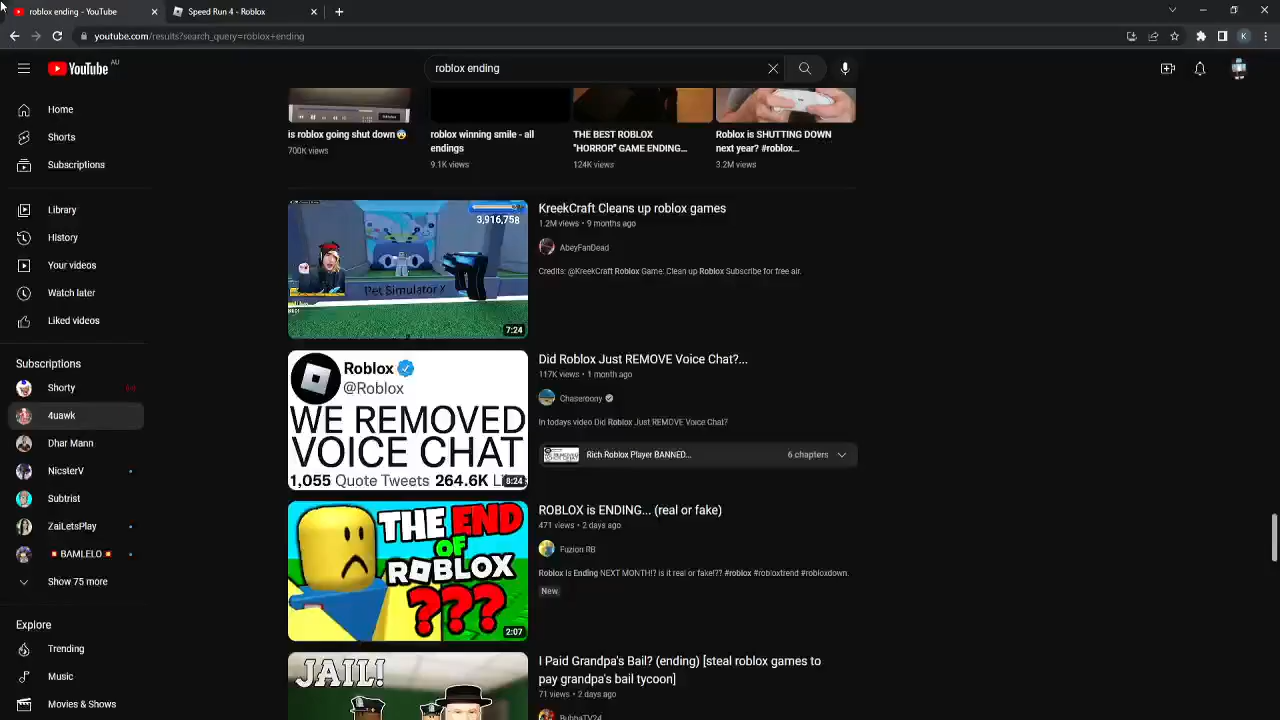 roblox ending - YouTube
Speed Run 4 - Roblox
youtube.com/results?search_query=roblox+ending
K
YouTube
AU
roblox ending
Home
Shorts
Subscriptions
Library
History
Your videos
Watch later
Liked videos
Subscriptions
Shorty
4uawk
Dhar Mann
NicsterV
Subtrist
ZaiLetsPlay
BAMLELO
Show 75 more
Explore
Trending
Music
Movies & Shows
is roblox going shut down😰
700K views
roblox winning smile - all
endings
9.1K views
THE BEST ROBLOX
"HORROR" GAME ENDING...
124K views
Roblox is SHUTTING DOWN
next year? #roblox...
3.2M views
3,916,758
Pet Simulator X
7:24
KreekCraft Cleans up roblox games
1.2M views • 9 months ago
AbeyFanDead
Credits: @KreekCraft Roblox Game: Clean up Roblox Subscribe for free air.
Roblox
@Roblox
WE REMOVED
VOICE CHAT
1,055 Quote Tweets 264.6K Li
8:24
Did Roblox Just REMOVE Voice Chat?...
117K views • 1 month ago
Chaseroony
In todays video Did Roblox Just REMOVE Voice Chat?
Rich Roblox Player BANNED...
6 chapters
THE END
OF
ROBLOX
???
2:07
ROBLOX is ENDING... (real or fake)
471 views • 2 days ago
Fuzion RB
Roblox Is Ending NEXT MONTH!? is it real or fake!?? #roblox #robloxtrend #robloxdown.
New
JAIL!
I Paid Grandpa's Bail? (ending) [steal roblox games to
pay grandpa's bail tycoon]
71 views • 2 days ago
BubbaTV24